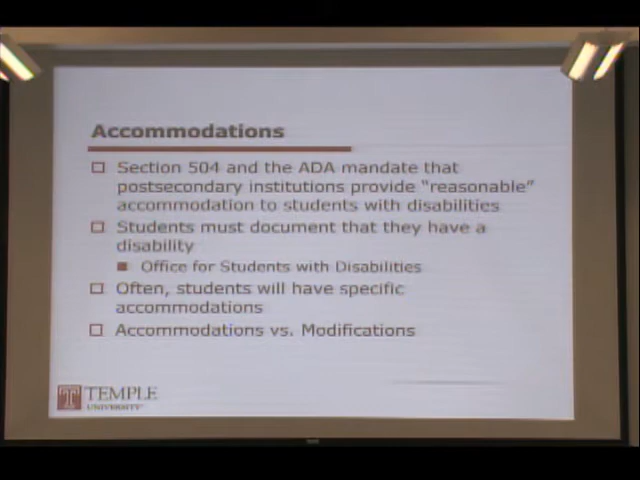 Accommodations
Section 504 and the ADA mandate that
postsecondary institutions provide “reasonable”
accommodation to students with disabilities
Students must document that they have a
disability
Office for Students with Disabilities
Often, students will have specific
accommodations
Accommodations vs. Modifications
T TEMPLE
UNIVERSITY